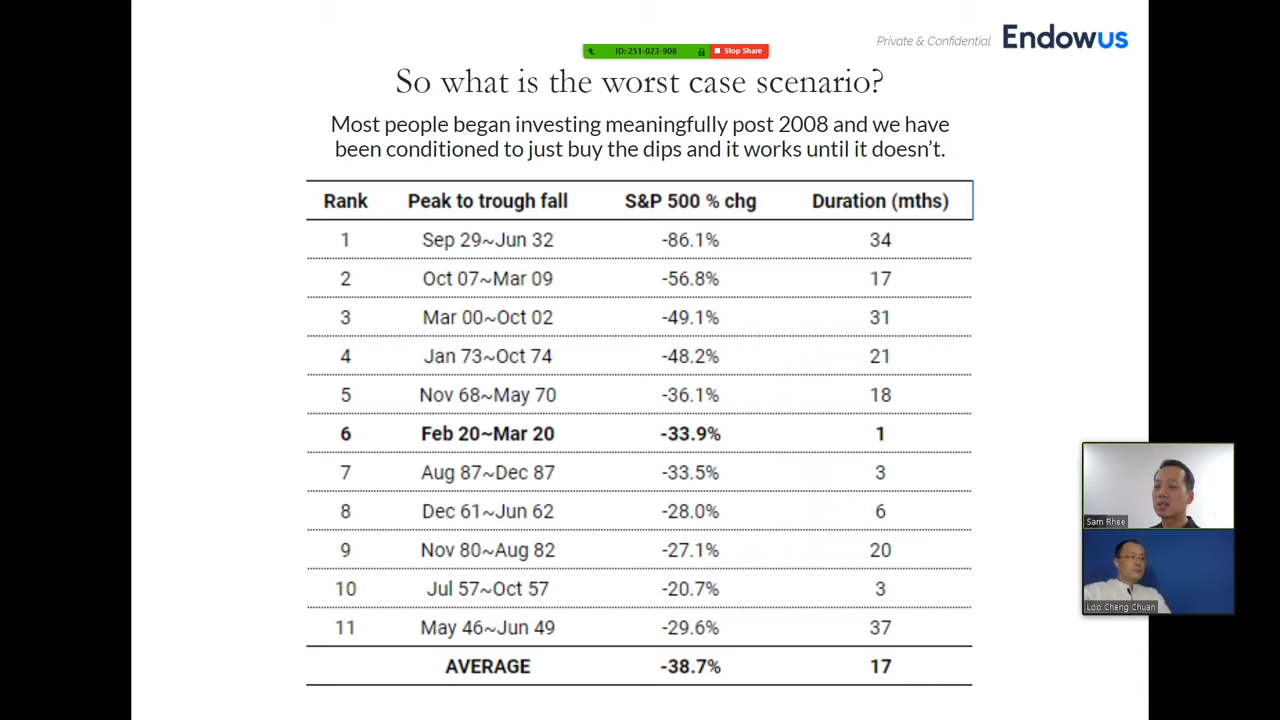 Private & Confidential Endowus
ID: 251-023-908 Stop Share
So what is the worst case scenario?
Most people began investing meaningfully post 2008 and we have
been conditioned to just buy the dips and it works until it doesn't.
Rank Peak to trough fall S&P 500 % chg Duration (mths)
1 Sep 29~Jun 32 -86.1% 34
2 Oct 07~Mar 09 -56.8% 17
3 Mar 00~Oct 02 -49.1% 31
4 Jan 73~Oct 74 -48.2% 21
5 Nov 68~May 70 -36.1% 18
6 Feb 20~Mar 20 -33.9% 1
7 Aug 87~Dec 87 -33.5% 3
8 Dec 61~Jun 62 -28.0% 6
9 Nov 80~Aug 82 -27.1% 20
10 Jul 57~Oct 57 -20.7% 3
11 May 46~Jun 49 -29.6% 37
AVERAGE -38.7% 17
Sam Rhee
Loo Cheng Chuan